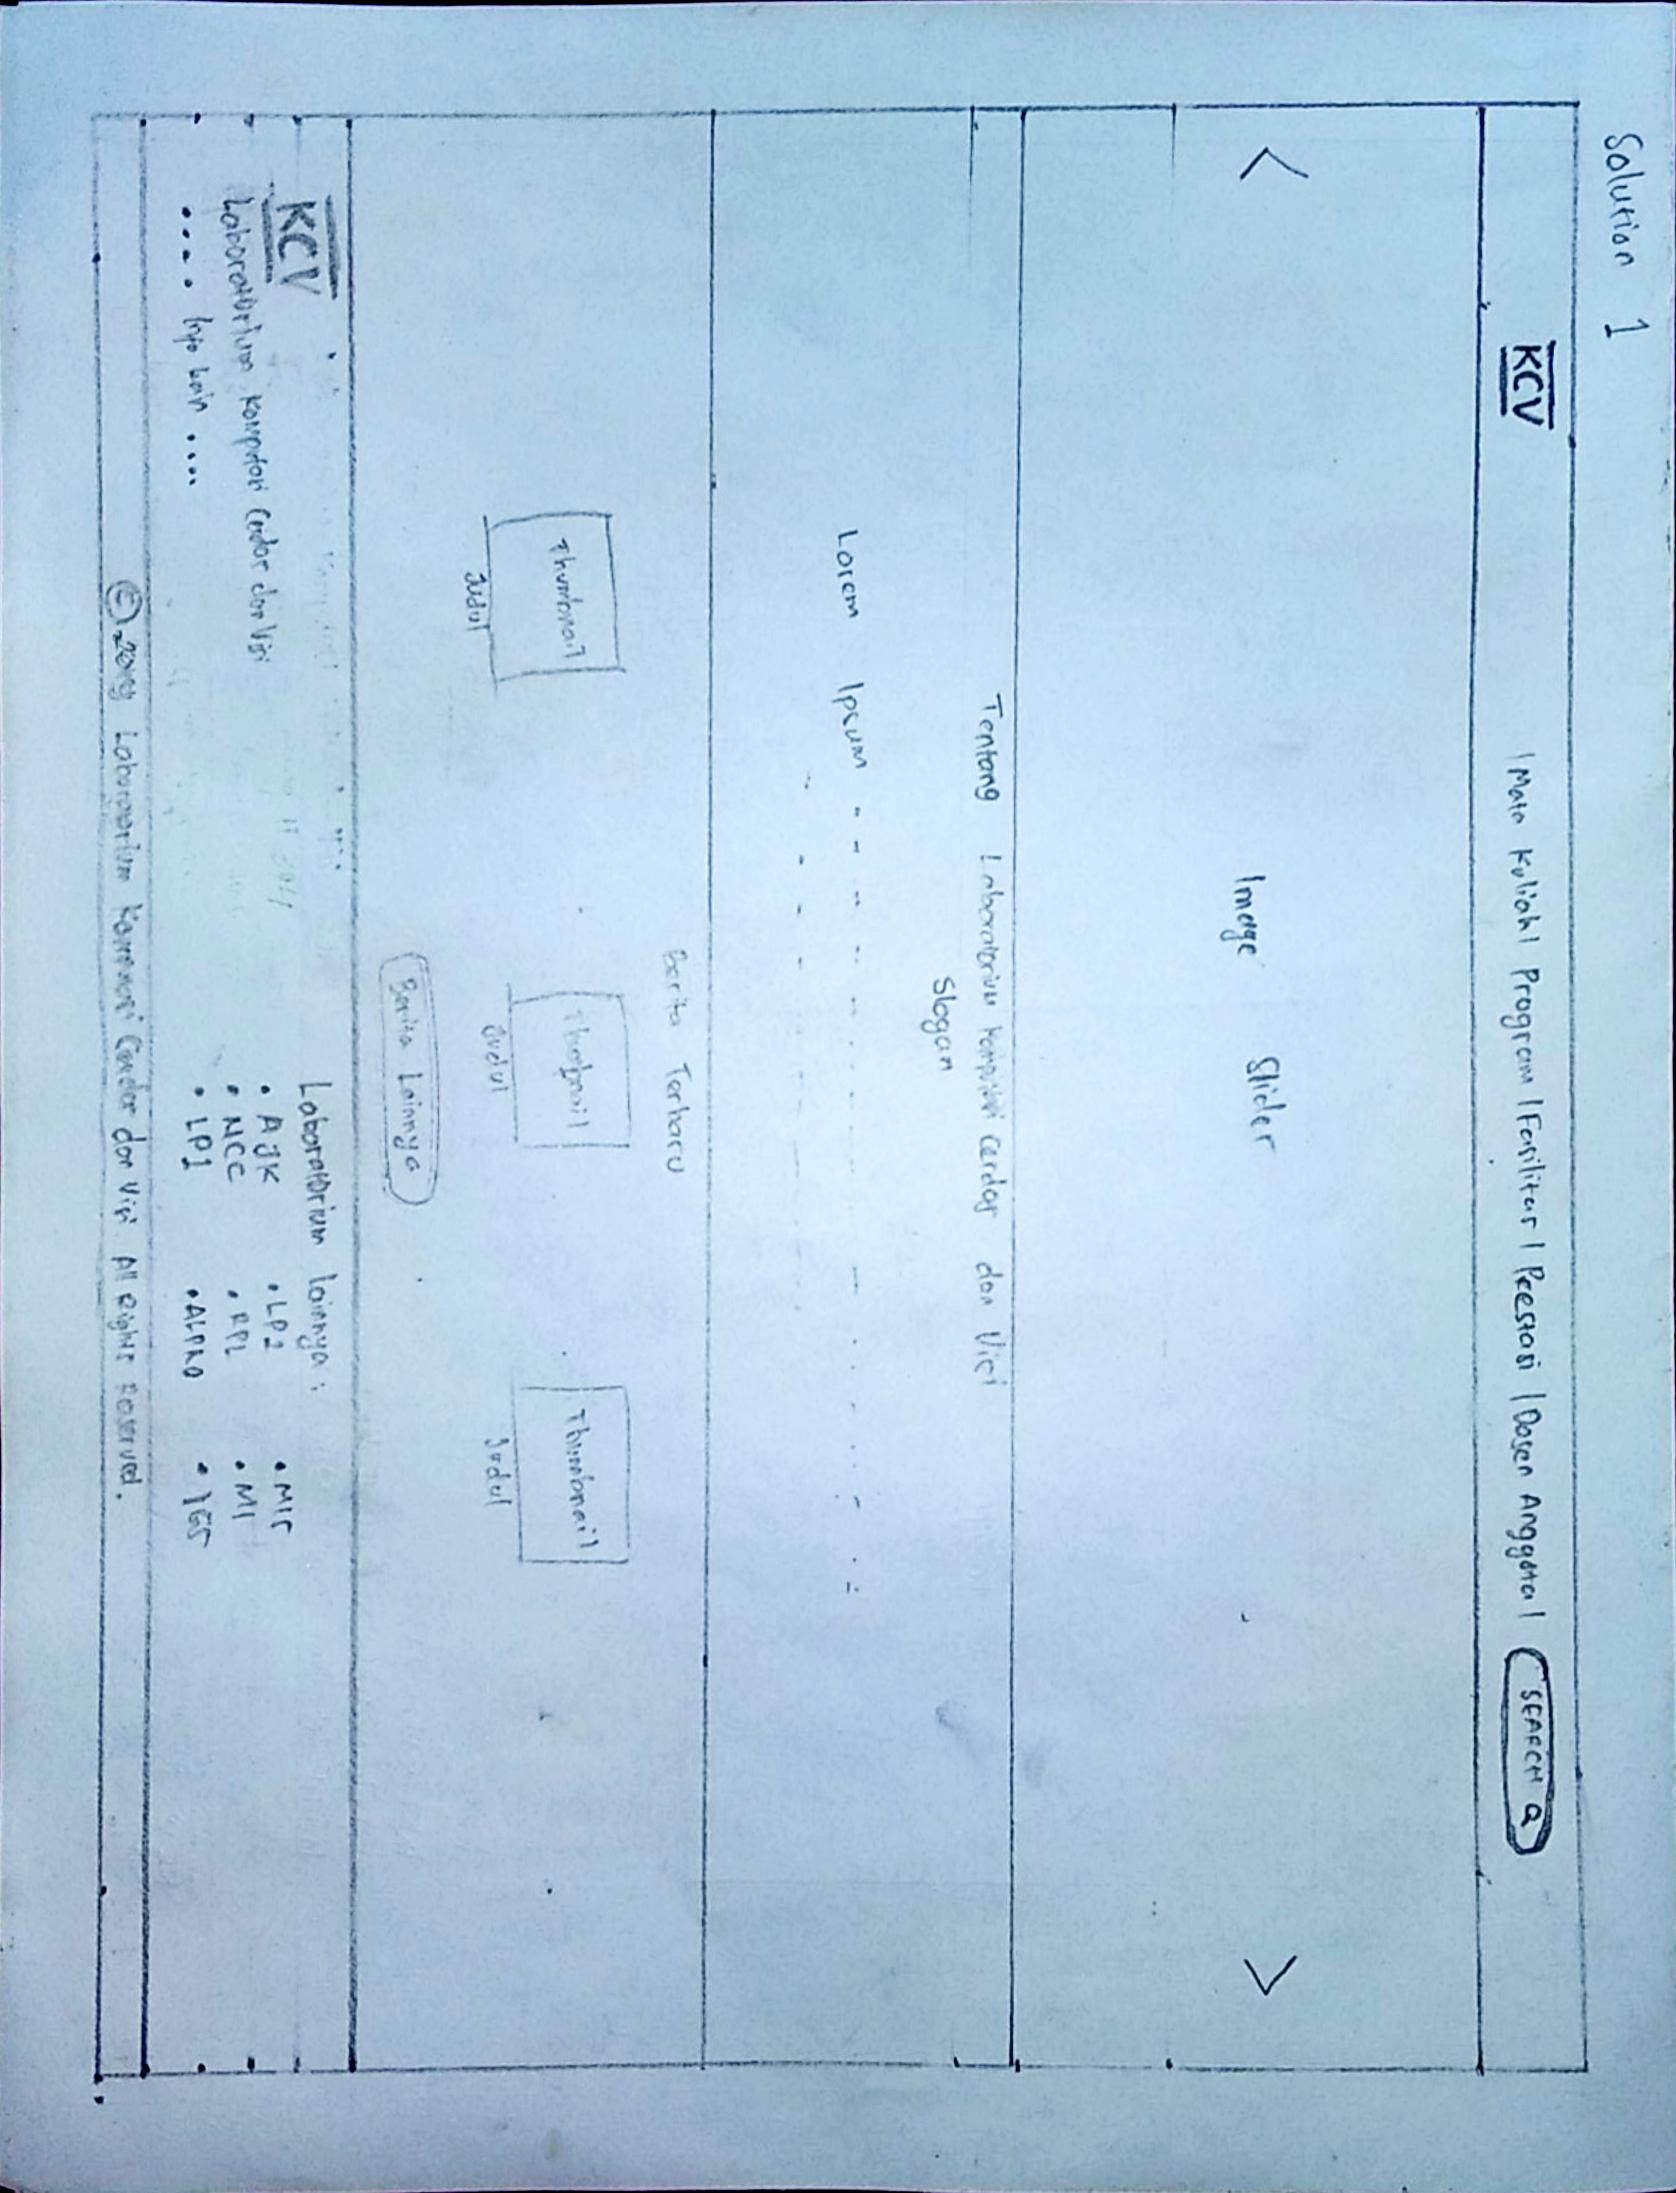 Solution 1
KCV
| Mata Kuliah | Program | Fasilitas | Prestasi | Dosen Anggota | SEARCH
< Image Slider >
Tentang Laboratorium Komputasi Cerdas dan Visi
Slogan
Lorem Ipsum
Berita Terbaru
Thumbnail Thumbnail Thumbnail
Judul Judul Judul
Berita Lainnya
KCV
Laboratorium Komputasi Cerdas dan Visi
.... Info Lain ....
Laboratorium lainnya :
• AJK • LP2 • MIS
• NCC • RPL • MI
• LP1 • ALPRO • IGS
© Laboratorium Komputasi Cerdas dan Visi. All Rights Reserved.